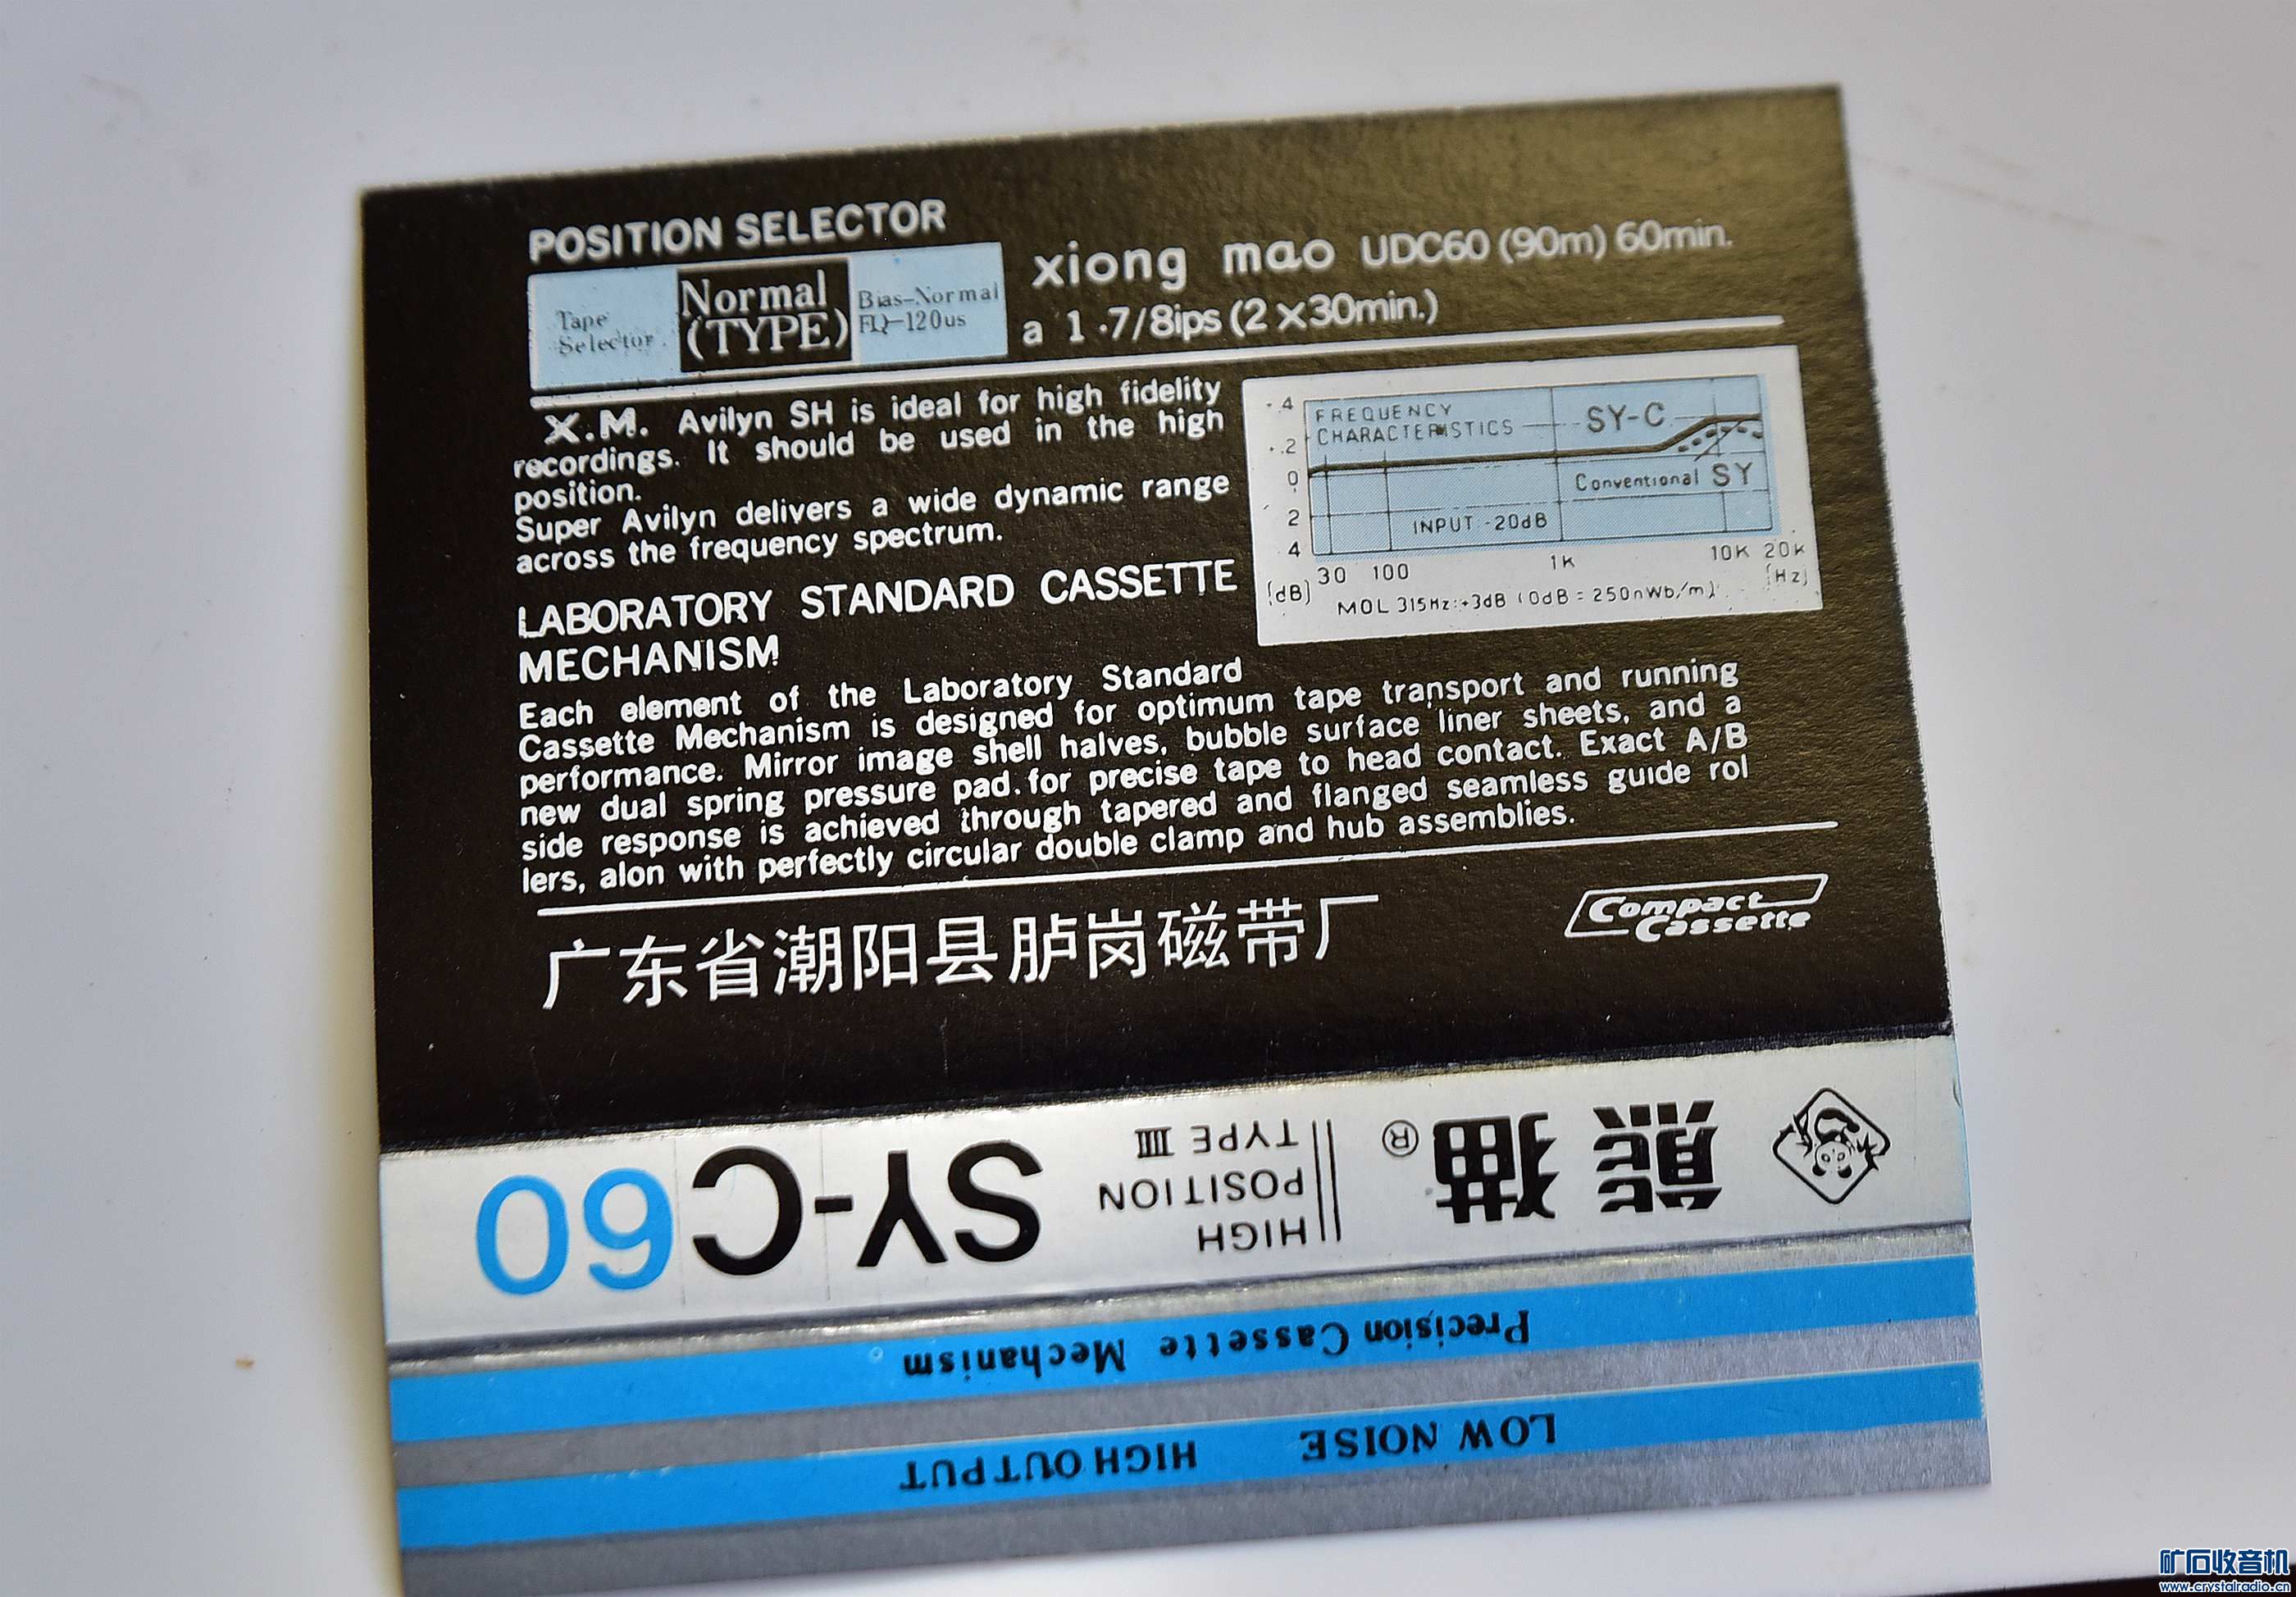 POSITION SELECTOR
Tape
Selector
Normal
(TYPE)
Bias-Normal
EQ-120us
xiong mao UDC60 (90m) 60min.
a 1·7/8ips (2×30min.)
X.M. Avilyn SH is ideal for high fidelity
recordings. It should be used in the high
position.
Super Avilyn delivers a wide dynamic range
across the frequency spectrum.
FREQUENCY
CHARACTERISTICS
SY-C
Conventional SY
INPUT -20dB
4
2
0
2
4
(dB)
30 100 1K 10K 20K
(Hz)
MOL 315Hz:+3dB (0dB = 250nWb/m)
LABORATORY STANDARD CASSETTE
MECHANISM
Each element of the Laboratory Standard
Cassette Mechanism is designed for optimum tape transport and running
performance. Mirror image shell halves, bubble surface liner sheets, and a
new dual spring pressure pad.for precise tape to head contact. Exact A/B
side response is achieved through tapered and flanged seamless guide rol
lers, alon with perfectly circular double clamp and hub assemblies.
广东省潮阳县胪岗磁带厂
Compact
Cassette
熊猫®
HIGH
POSITION
TYPE III
SY-C60
Precision Cassette Mechanism
LOW NOISE HIGH OUTPUT
矿石收音机
www.crystalradio.cn